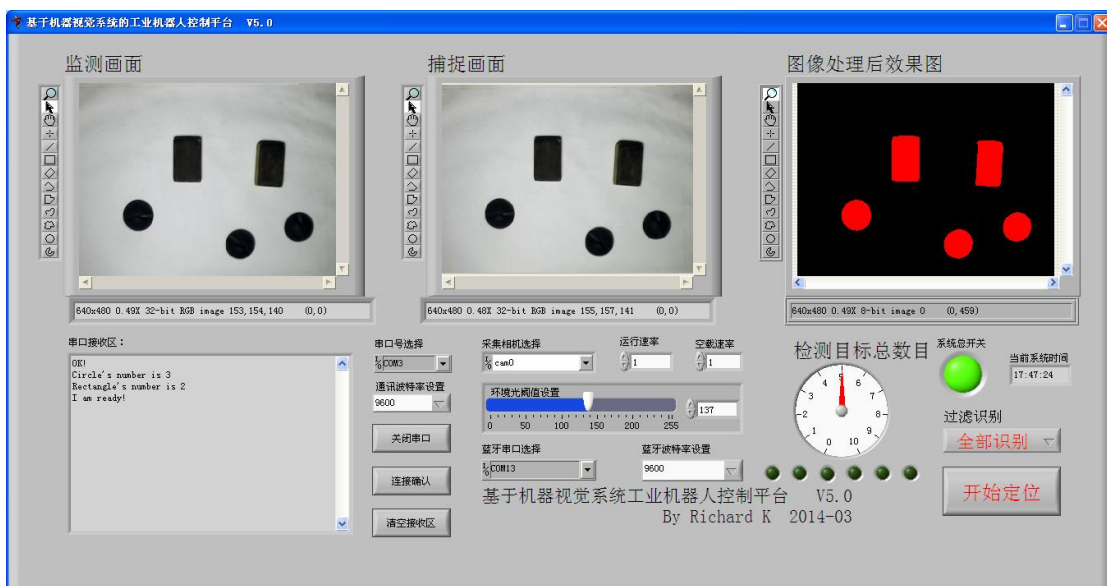 基于机器视觉系统的工业机器人控制平台 V5.0
监测画面
捕捉画面
图像处理后效果图
640x480 0.49X 32-bit RGB image 153,154,140 (0,0)
640x480 0.48X 32-bit RGB image 155,157,141 (0,0)
640x480 0.49X 8-bit image 0 (0,459)
串口接收区：
OK!
Circle's number is 3
Rectangle's number is 2
I am ready!
串口号选择
COM3
通讯波特率设置
9600
关闭串口
连接确认
清空接收区
采集相机选择
cam0
运行速率
1
空载速率
1
环境光阈值设置
0 50 100 150 200 255
137
蓝牙串口选择
COM13
蓝牙波特率设置
9600
基于机器视觉系统工业机器人控制平台 V5.0
By Richard K 2014-03
检测目标总数目
0 1 2 3 4 5 6 7 8 9 10
系统总开关
当前系统时间
17:47:24
过滤识别
全部识别
开始定位